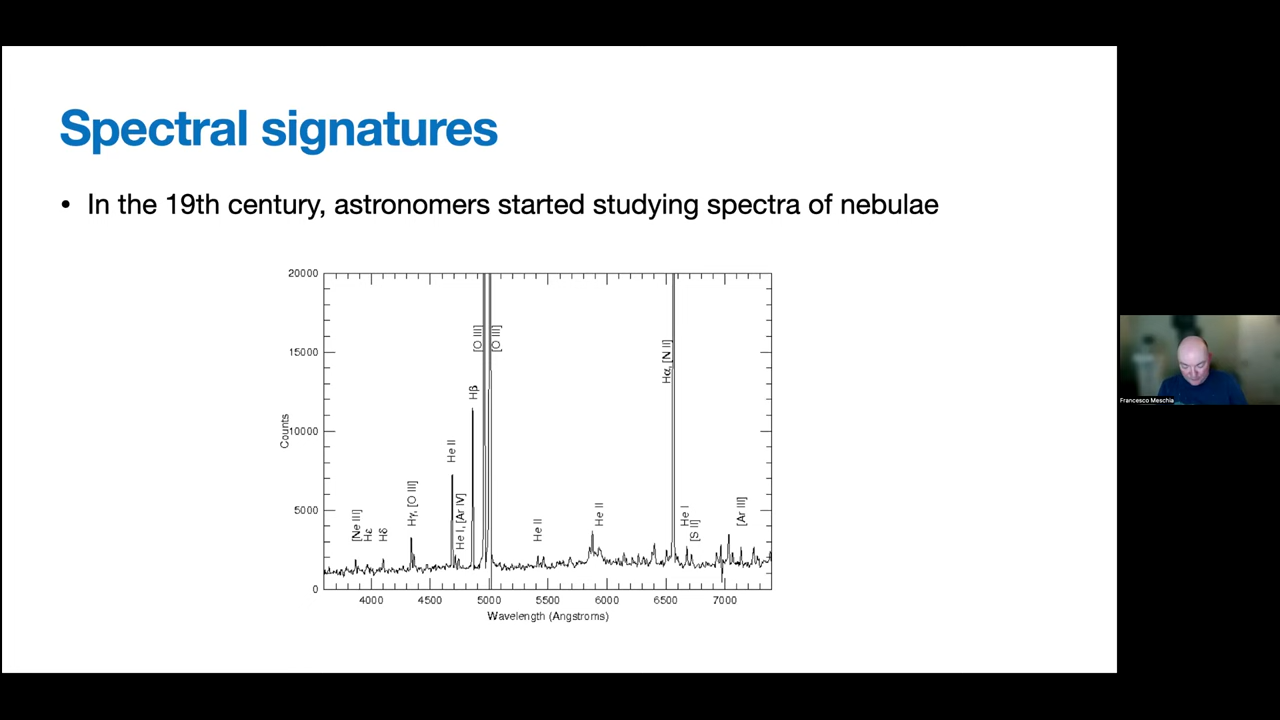 Spectral signatures
• In the 19th century, astronomers started studying spectra of nebulae
20000
15000
10000
5000
0
Counts
[Ne III]
Hε
Hδ
Hγ, [O III]
He II
He I, [Ar IV]
Hβ
[O III]
[O III]
He II
He II
Hα, [N II]
He I
[S II]
[Ar III]
4000 4500 5000 5500 6000 6500 7000
Wavelength (Angstroms)
Francesco Meschia